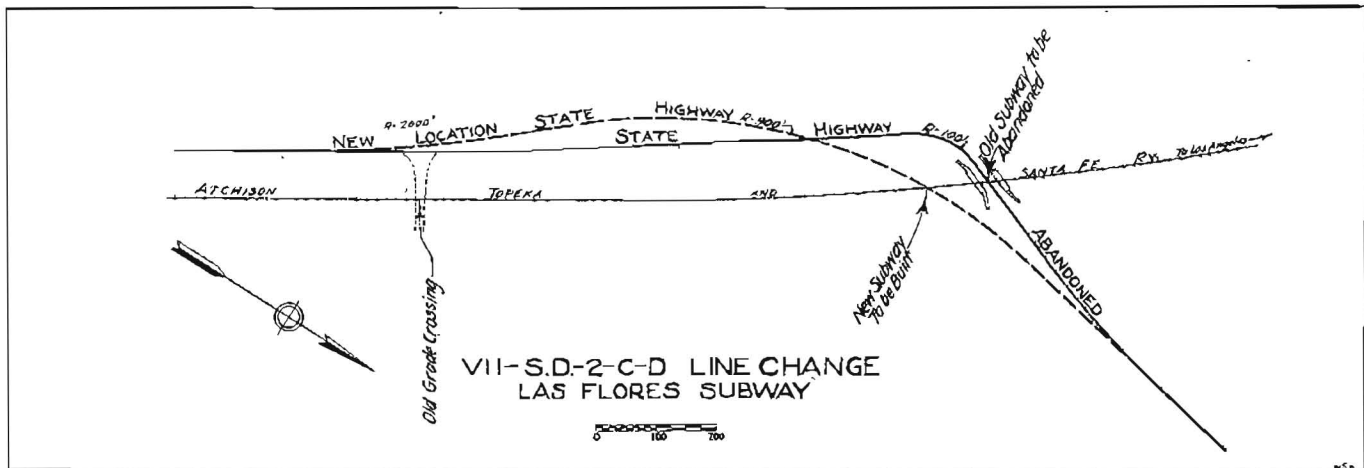 Old Subway to be
Abandoned
NEW LOCATION STATE HIGHWAY
R-2000'
R-900'
STATE HIGHWAY
R-100'
ATCHISON TOPEKA AND SANTA FE Ry. To Los Angeles
ABANDONED
New Subway
To be Built
Old Grade Crossing
VII-S.D.-2-C-D LINE CHANGE
LAS FLORES SUBWAY
0 100 200